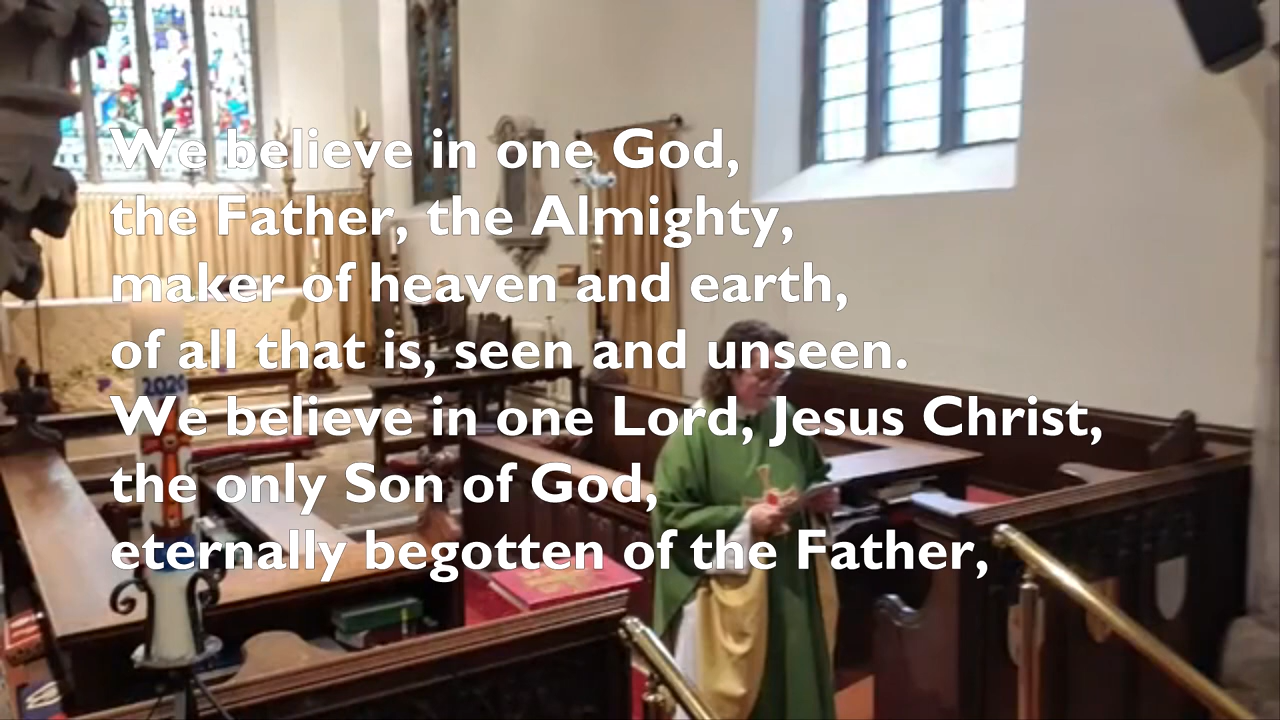 We believe in one God,
the Father, the Almighty,
maker of heaven and earth,
of all that is, seen and unseen.
2020
We believe in one Lord, Jesus Christ,
the only Son of God,
eternally begotten of the Father,